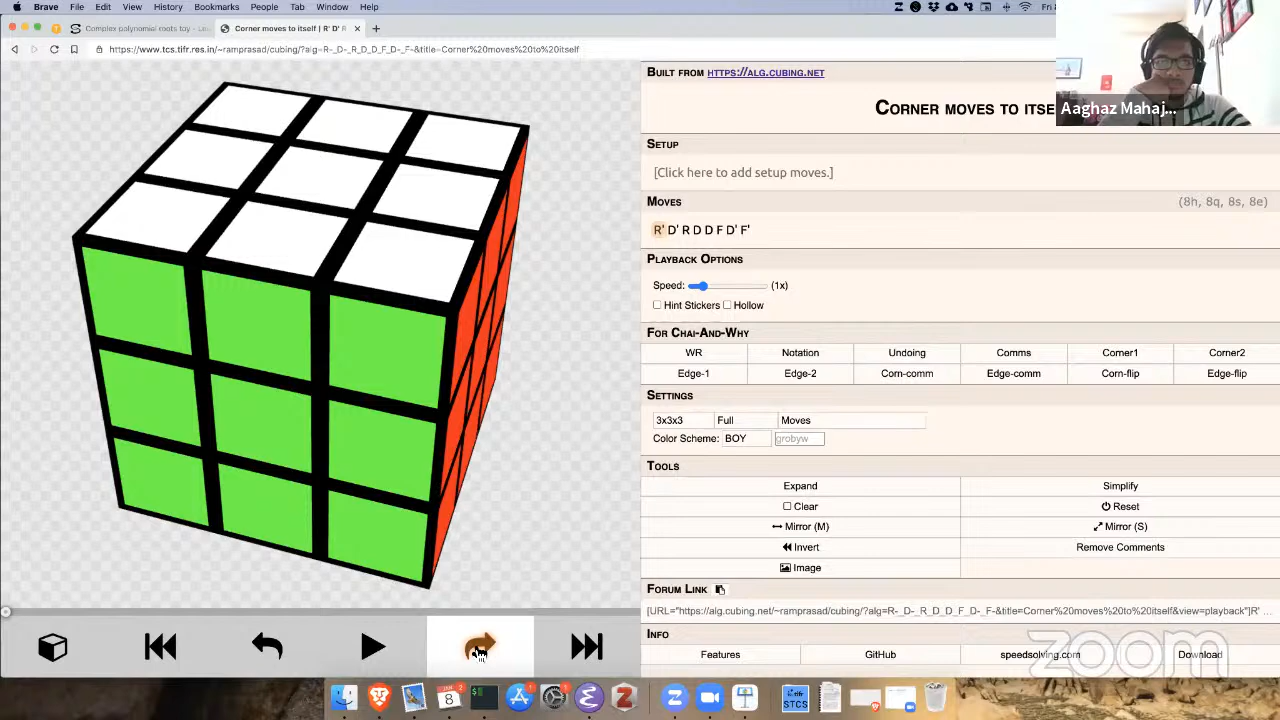 Brave File Edit View History Bookmarks People Tab Window Help
Complex polynomial roots toy -
Corner moves to itself | R' D' R
https://www.tcs.tifr.res.in/~ramprasad/cubing/?alg=R-_D-_R_D_D_F_D-_F-&title=Corner%20moves%20to%20itself
Aaghaz Mahaj...
BUILT FROM HTTPS://ALG.CUBING.NET
CORNER MOVES TO ITSE
SETUP
[Click here to add setup moves.]
MOVES
(8h, 8q, 8s, 8e)
R' D' R D D F D' F'
PLAYBACK OPTIONS
Speed: (1x)
Hint Stickers Hollow
FOR CHAI-AND-WHY
WR Notation Undoing Comms Corner1 Corner2
Edge-1 Edge-2 Corn-comm Edge-comm Corn-flip Edge-flip
SETTINGS
3x3x3 Full Moves
Color Scheme: BOY grobyw
TOOLS
Expand Simplify
Clear Reset
Mirror (M) Mirror (S)
Invert Remove Comments
Image
FORUM LINK
[URL="https://alg.cubing.net/~ramprasad/cubing/?alg=R-_D-_R_D_D_F_D-_F-&title=Corner%20moves%20to%20itself&view=playback"]R' ...
INFO
Features GitHub speedsolving.com Download
zoom
JAN
8
STCS